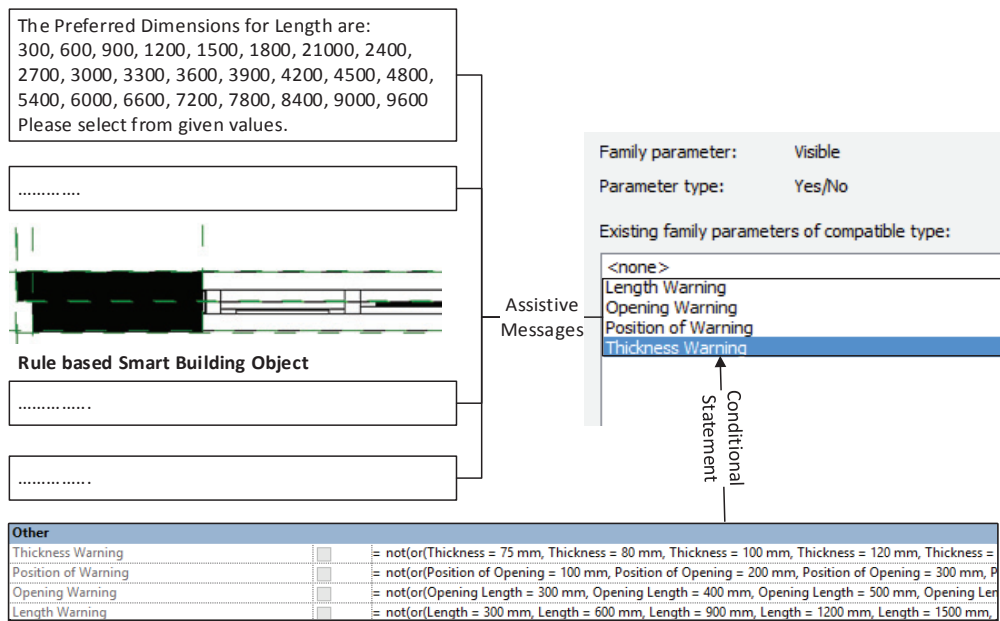 The Preferred Dimensions for Length are:
300, 600, 900, 1200, 1500, 1800, 21000, 2400,
2700, 3000, 3300, 3600, 3900, 4200, 4500, 4800,
5400, 6000, 6600, 7200, 7800, 8400, 9000, 9600
Please select from given values.
.............
Rule based Smart Building Object
...............
...............
Assistive
Messages
Family parameter: Visible
Parameter type: Yes/No
Existing family parameters of compatible type:
<none>
Length Warning
Opening Warning
Position of Warning
Thickness Warning
Conditional
Statement
Other
Thickness Warning = not(or(Thickness = 75 mm, Thickness = 80 mm, Thickness = 100 mm, Thickness = 120 mm, Thickness =
Position of Warning = not(or(Position of Opening = 100 mm, Position of Opening = 200 mm, Position of Opening = 300 mm, P
Opening Warning = not(or(Opening Length = 300 mm, Opening Length = 400 mm, Opening Length = 500 mm, Opening Len
Length Warning = not(or(Length = 300 mm, Length = 600 mm, Length = 900 mm, Length = 1200 mm, Length = 1500 mm,